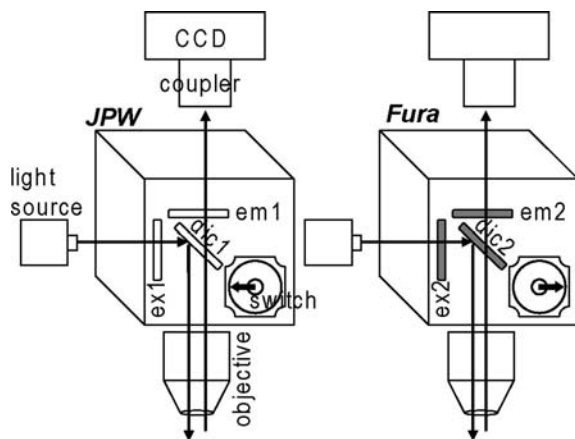 CCD
coupler
JPW
Fura
light
source
em1
em2
dic1
dic2
ex1
switch
ex2
objective